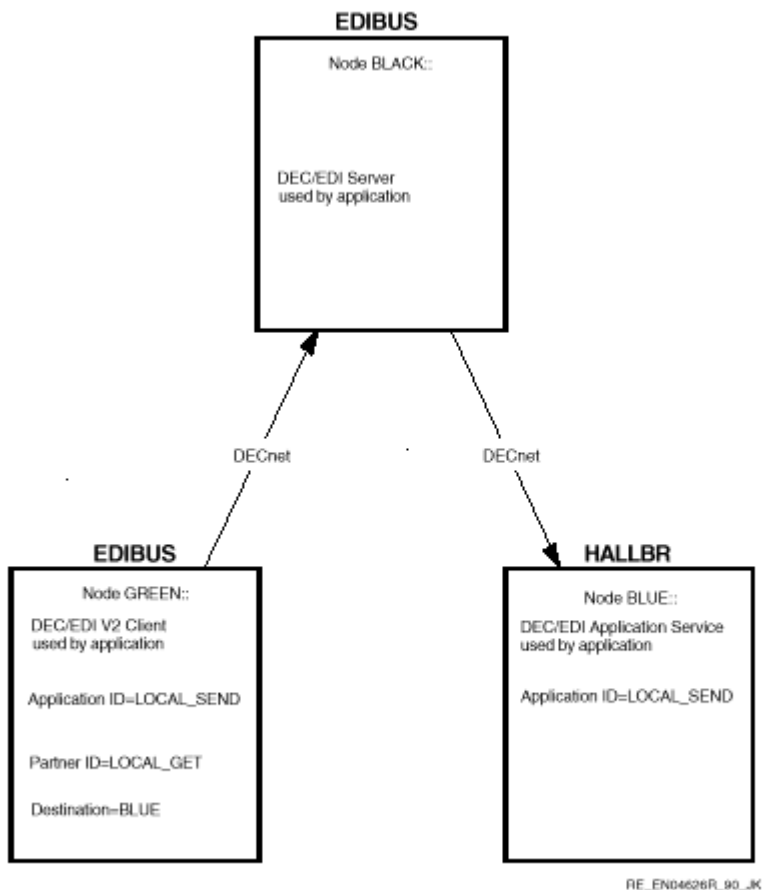 EDIBUS
Node BLACK::
DEC/EDI Server
used by application
DECnet
DECnet
EDIBUS
Node GREEN::
DEC/EDI V2 Client
used by application
Application ID=LOCAL_SEND
Partner ID=LOCAL_GET
Destination=BLUE
HALLBR
Node BLUE::
DEC/EDI Application Service
used by application
Application ID=LOCAL_SEND
RE_EN04626R_90_JK